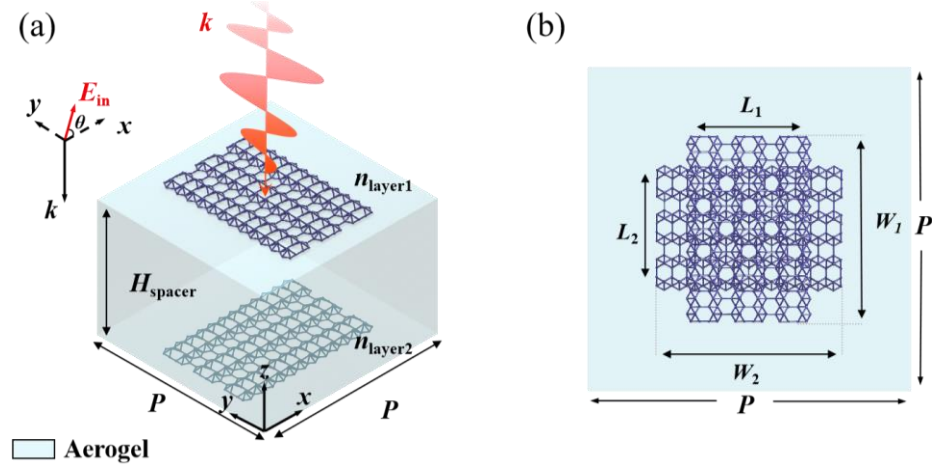 (a)
k
E_in
y
θ
x
k
n_layer1
H_spacer
n_layer2
z
y
x
P
P
Aerogel
(b)
L_1
L_2
W_1
P
W_2
P